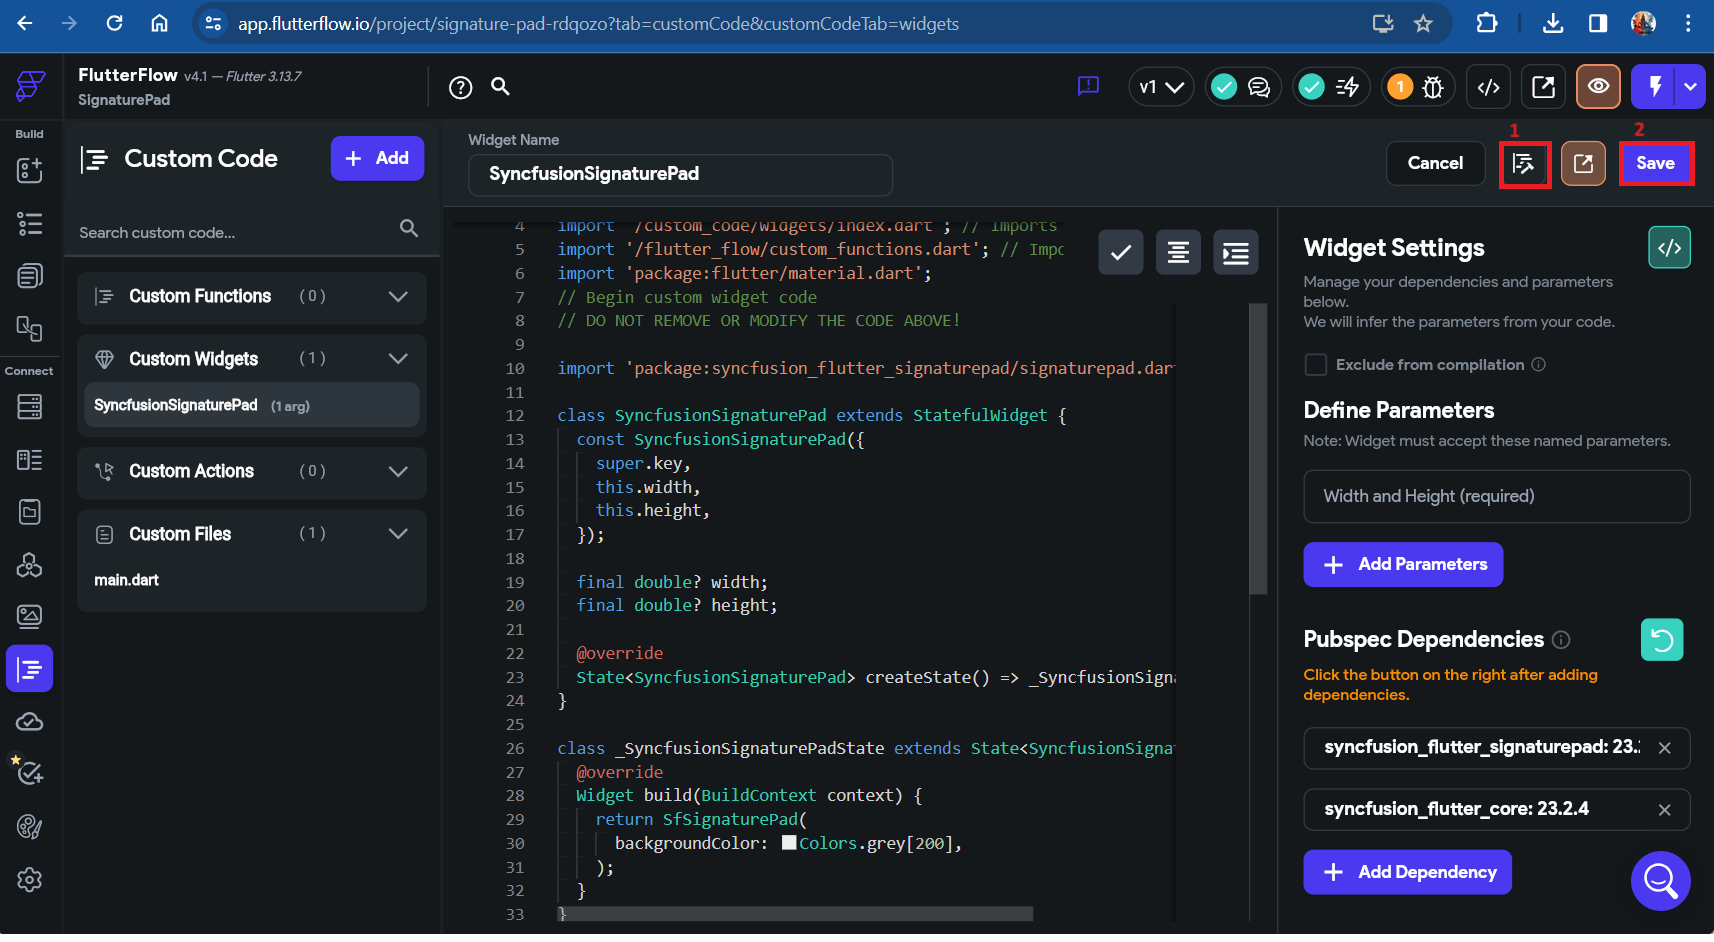 app.flutterflow.io/project/signature-pad-rdqozo?tab=customCode&customCodeTab=widgets
FlutterFlow v4.1 — Flutter 3.13.7
SignaturePad
v1
1
Build
Connect
Custom Code
+ Add
Search custom code...
Custom Functions (0)
Custom Widgets (1)
SyncfusionSignaturePad (1 arg)
Custom Actions (0)
Custom Files (1)
main.dart
Widget Name
SyncfusionSignaturePad
1
2
Cancel
Save
4 import '/custom_code/widgets/index.dart'; // Imports
5 import '/flutter_flow/custom_functions.dart'; // Impo
6 import 'package:flutter/material.dart';
7 // Begin custom widget code
8 // DO NOT REMOVE OR MODIFY THE CODE ABOVE!
9
10 import 'package:syncfusion_flutter_signaturepad/signaturepad.dar
11
12 class SyncfusionSignaturePad extends StatefulWidget {
13 const SyncfusionSignaturePad({
14 super.key,
15 this.width,
16 this.height,
17 });
18
19 final double? width;
20 final double? height;
21
22 @override
23 State<SyncfusionSignaturePad> createState() => _SyncfusionSigna
24 }
25
26 class _SyncfusionSignaturePadState extends State<SyncfusionSigna
27 @override
28 Widget build(BuildContext context) {
29 return SfSignaturePad(
30 backgroundColor: Colors.grey[200],
31 );
32 }
33 }
Widget Settings
Manage your dependencies and parameters
below.
We will infer the parameters from your code.
Exclude from compilation
Define Parameters
Note: Widget must accept these named parameters.
Width and Height (required)
+ Add Parameters
Pubspec Dependencies
Click the button on the right after adding
dependencies.
syncfusion_flutter_signaturepad: 23.
syncfusion_flutter_core: 23.2.4
+ Add Dependency